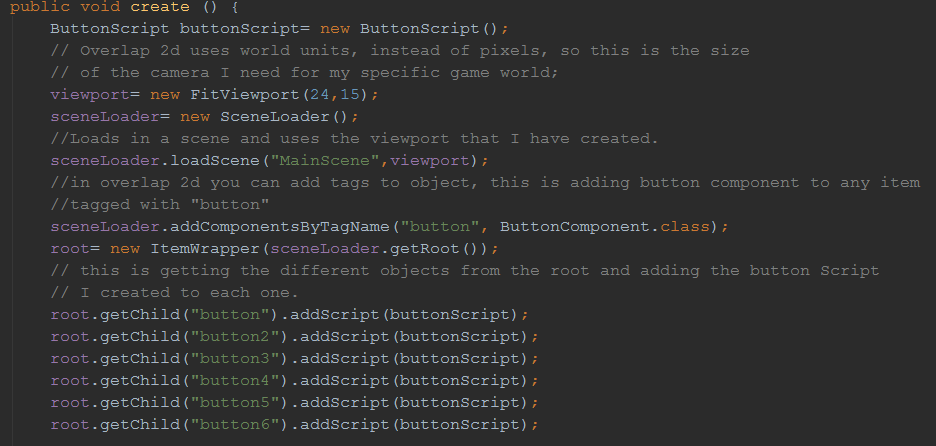 public void create () {
ButtonScript buttonScript= new ButtonScript();
// Overlap 2d uses world units, instead of pixels, so this is the size
// of the camera I need for my specific game world;
viewport= new FitViewport(24,15);
sceneLoader= new SceneLoader();
//Loads in a scene and uses the viewport that I have created.
sceneLoader.loadScene("MainScene",viewport);
//in overlap 2d you can add tags to object, this is adding button component to any item
//tagged with "button"
sceneLoader.addComponentsByTagName("button", ButtonComponent.class);
root= new ItemWrapper(sceneLoader.getRoot());
// this is getting the different objects from the root and adding the button Script
// I created to each one.
root.getChild("button").addScript(buttonScript);
root.getChild("button2").addScript(buttonScript);
root.getChild("button3").addScript(buttonScript);
root.getChild("button4").addScript(buttonScript);
root.getChild("button5").addScript(buttonScript);
root.getChild("button6").addScript(buttonScript);